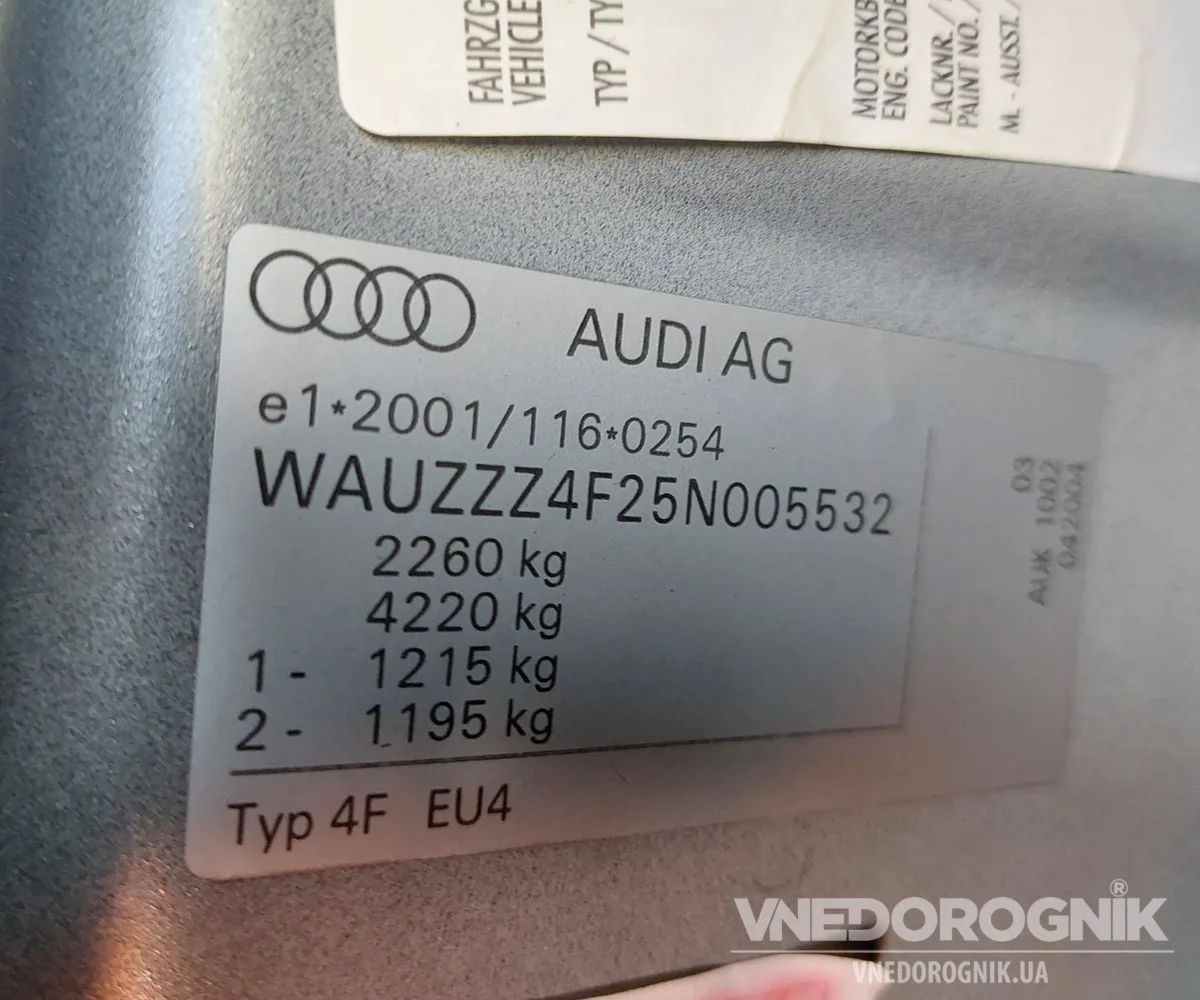 FAHRZG
VEHICLE
TYP / TY
MOTORKB
ENG. CODE
LACKNR. /
PAINT NO. /
M. - AUSST. /
AUDI AG
e1*2001/116*0254
WAUZZZ4F25N005532
2260 kg
4220 kg
1 - 1215 kg
2 - 1195 kg
Typ 4F EU4
03
AUK 1002
042004
VNEDOROGNIK®
VNEDOROGNIK.UA